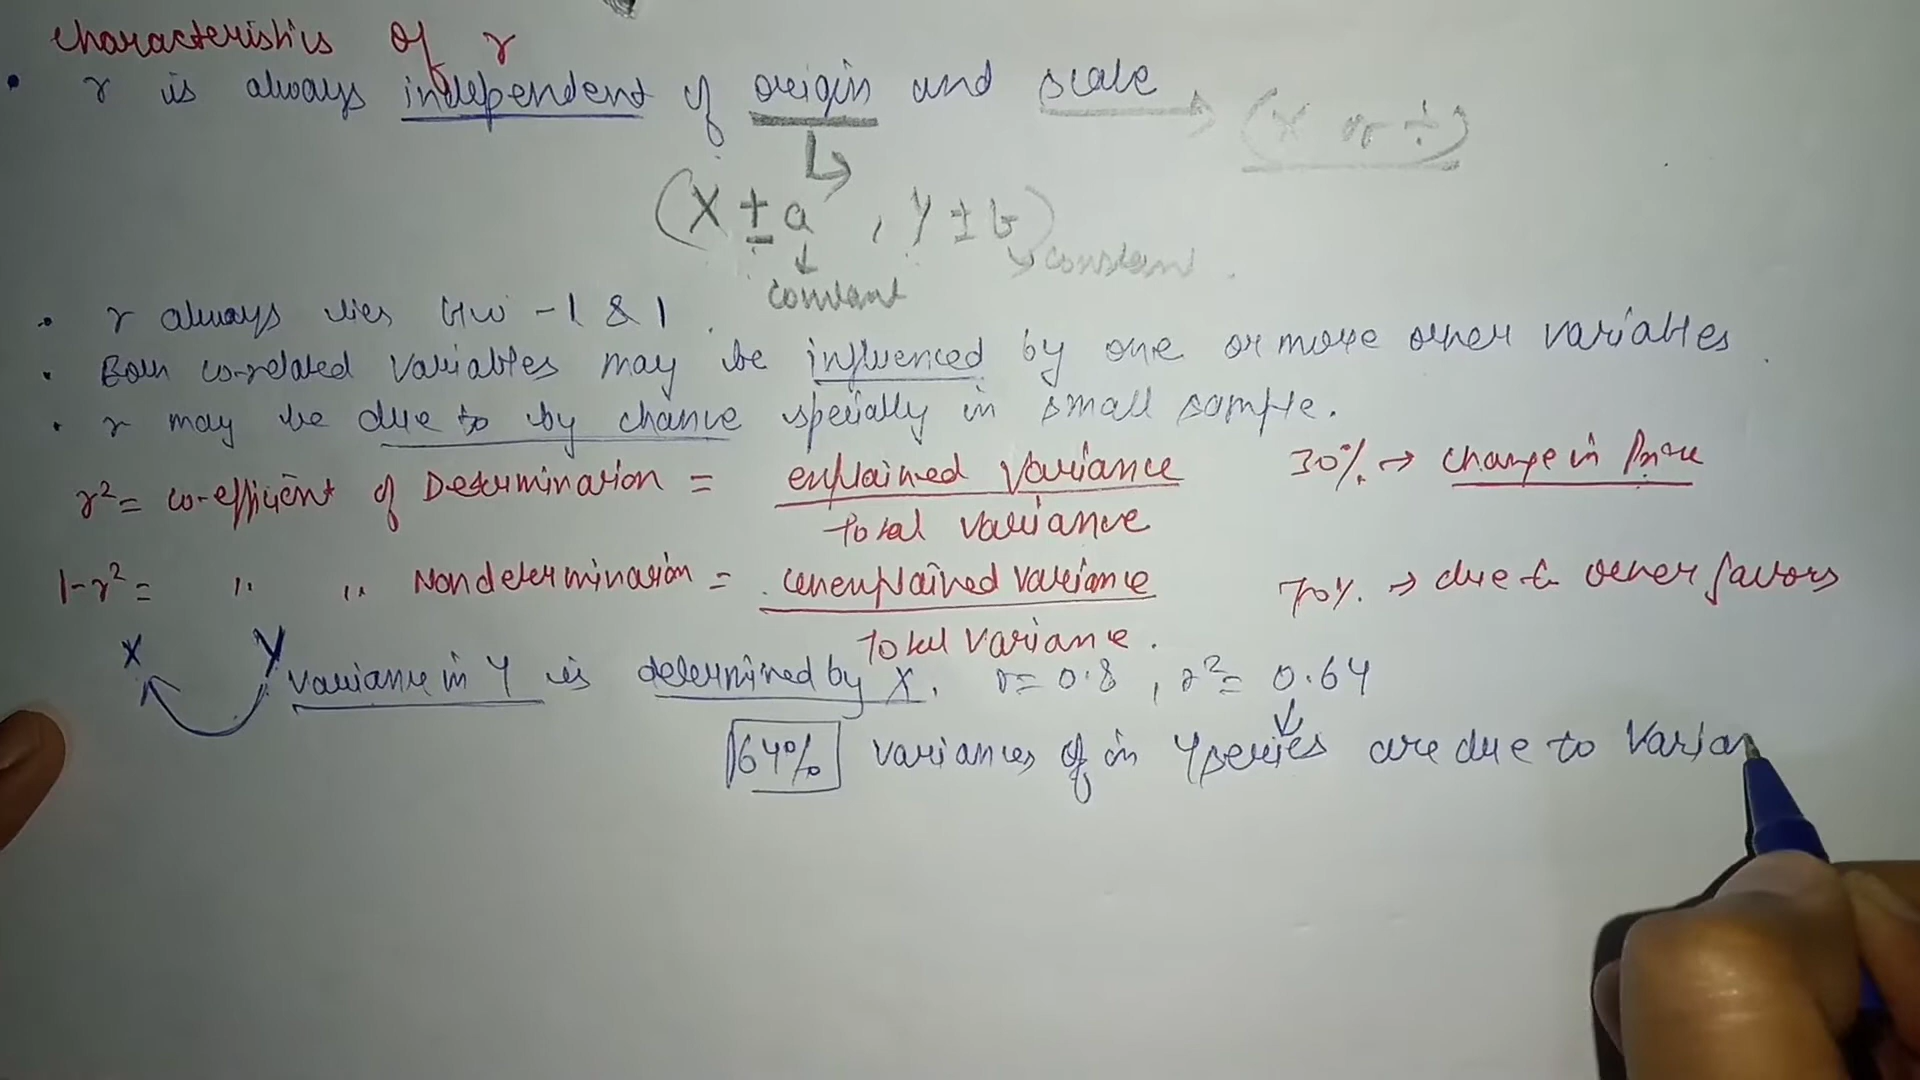 Characteristics of r
• r is always independent of origin and scale → (x or ÷)
(X ± a , Y ± b)
constant
constant
• r always lies btw -1 & 1
• Both co-related variables may be influenced by one or more other variables.
• r may be due to by chance specially in small sample.
r² = co-efficient of Determination = explained variance / total variance
30% → change in Price
1-r² = " " Nondetermination = unexplained variance / Total variance.
70% → due to other factors
X Y
variance in Y is determined by X. r = 0.8 , r² = 0.64
64% variances of in Y series are due to varian